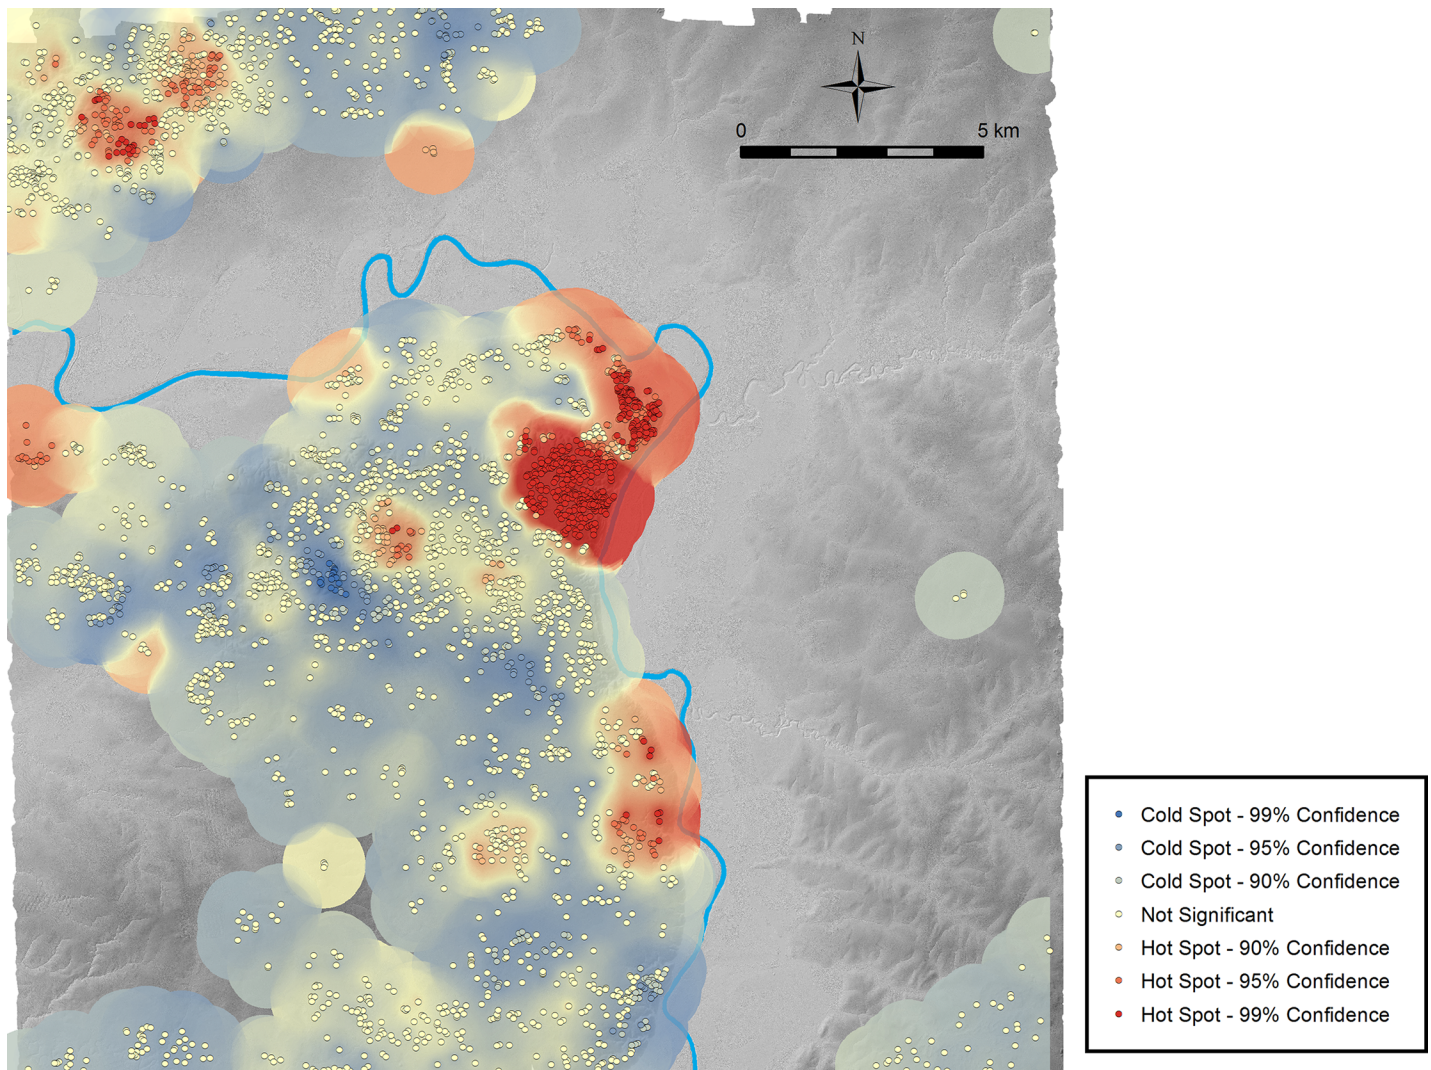 N
0 5 km
Cold Spot - 99% Confidence
Cold Spot - 95% Confidence
Cold Spot - 90% Confidence
Not Significant
Hot Spot - 90% Confidence
Hot Spot - 95% Confidence
Hot Spot - 99% Confidence